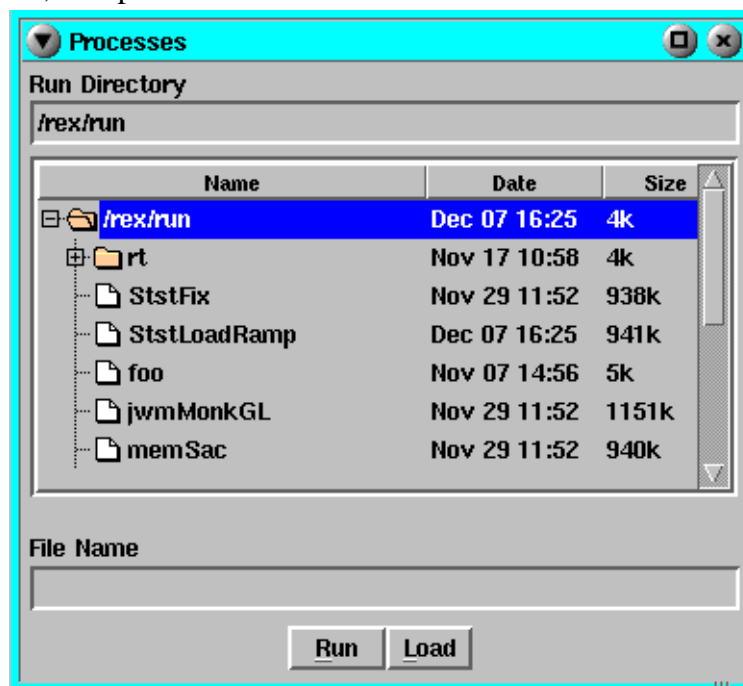 Processes
Run Directory
/rex/run
Name Date Size
/rex/run Dec 07 16:25 4k
rt Nov 17 10:58 4k
StstFix Nov 29 11:52 938k
StstLoadRamp Dec 07 16:25 941k
foo Nov 07 14:56 5k
jwmMonkGL Nov 29 11:52 1151k
memSac Nov 29 11:52 940k
File Name
Run Load